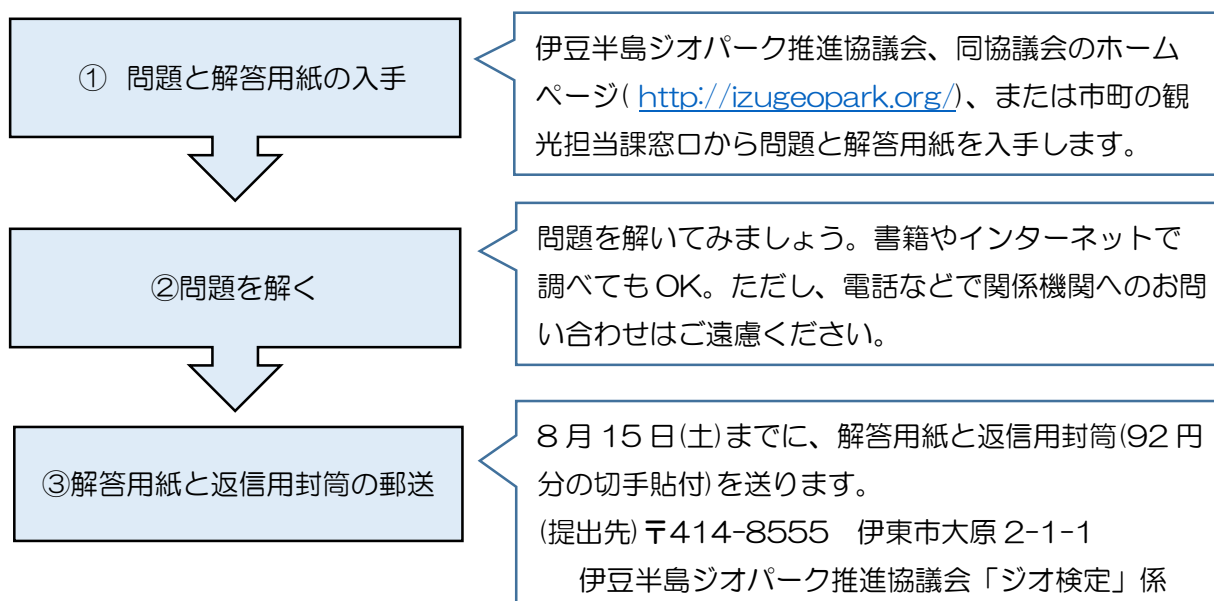 ① 問題と解答用紙の入手
伊豆半島ジオパーク推進協議会、同協議会のホーム
ページ( http://izugeopark.org/)、または市町の観
光担当課窓口から問題と解答用紙を入手します。
②問題を解く
問題を解いてみましょう。書籍やインターネットで
調べてもOK。ただし、電話などで関係機関へのお問
い合わせはご遠慮ください。
③解答用紙と返信用封筒の郵送
8月15日(土)までに、解答用紙と返信用封筒(92円
分の切手貼付)を送ります。
(提出先)〒414-8555 伊東市大原2-1-1
伊豆半島ジオパーク推進協議会「ジオ検定」係